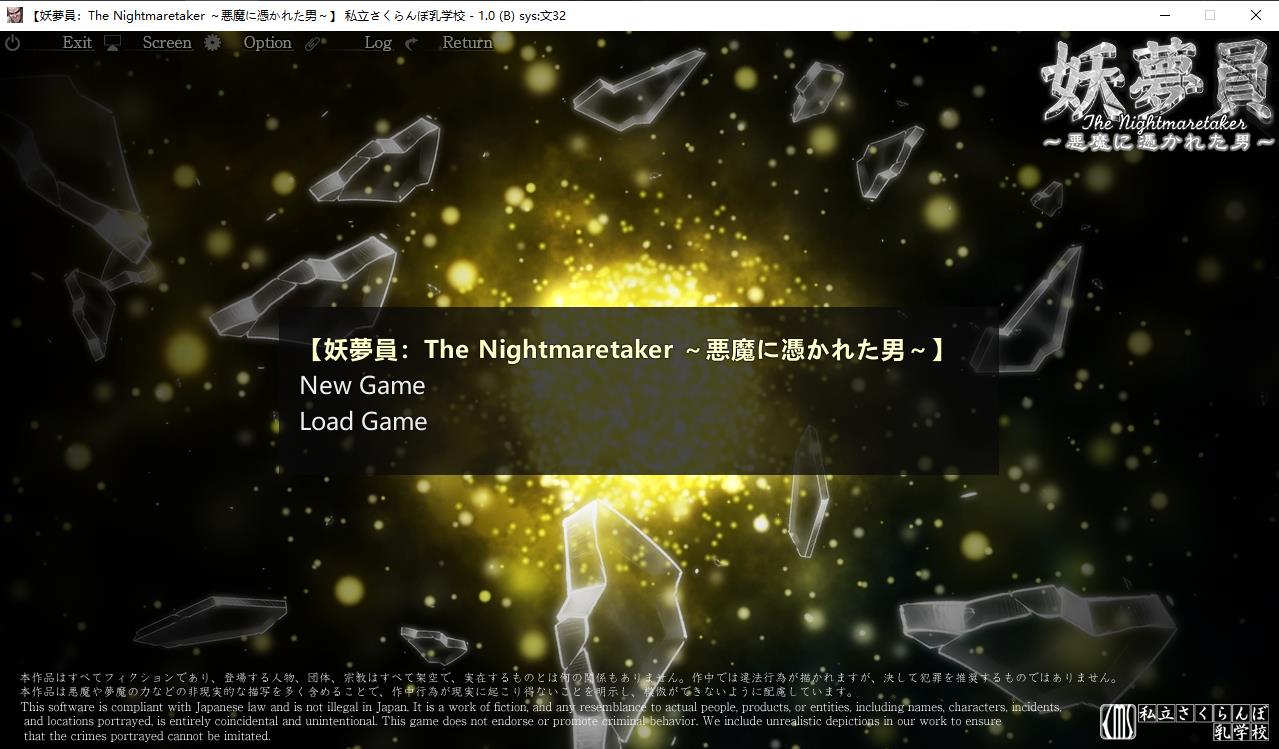 【妖夢員：The Nightmaretaker ～悪魔に憑かれた男～】 私立さくらんぼ乳学校 - 1.0 (B) sys:文32
Exit Screen Option Log Return
妖夢員
The Nightmaretaker
～悪魔に憑かれた男～
【妖夢員：The Nightmaretaker ～悪魔に憑かれた男～】
New Game
Load Game
本作品はすべてフィクションであり、登場する人物、団体、宗教はすべて架空で、実在するものとは何の関係もありません。作中では違法行為が描かれますが、決して犯罪を推奨するものではありません。
本作品は悪魔や夢魔の力などの非現実的な描写を多く含めることで、作中行為が現実に起こり得ないことを明示し、模倣ができないように配慮しています。
This software is compliant with Japanese law and is not illegal in Japan. It is a work of fiction, and any resemblance to actual people, products, or entities, including names, characters, incidents,
and locations portrayed, is entirely coincidental and unintentional. This game does not endorse or promote criminal behavior. We include unrealistic depictions in our work to ensure
that the crimes portrayed cannot be imitated.
私立さくらんぼ
乳学校